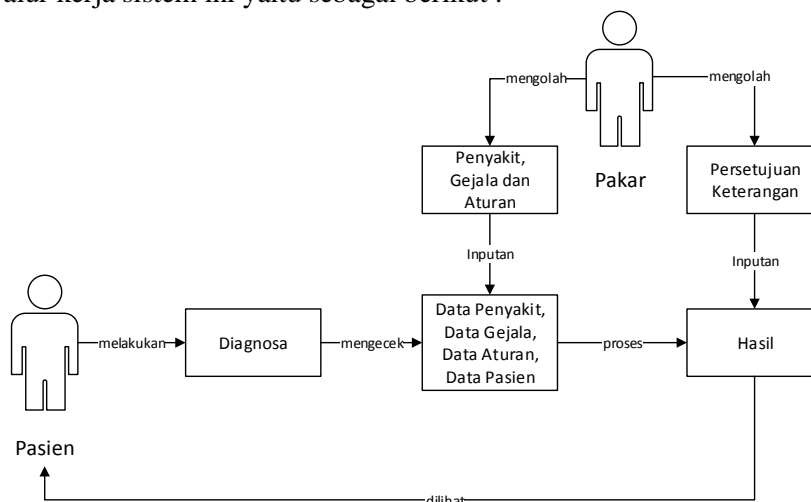 alur kerja sistem ini yaitu sebagai berikut :
mengolah
mengolah
Penyakit,
Gejala dan
Aturan
Pakar
Persetujuan
Keterangan
Inputan
Inputan
Data Penyakit,
Data Gejala,
Data Aturan,
Data Pasien
melakukan
Diagnosa
mengecek
proses
Hasil
Pasien
dilihat